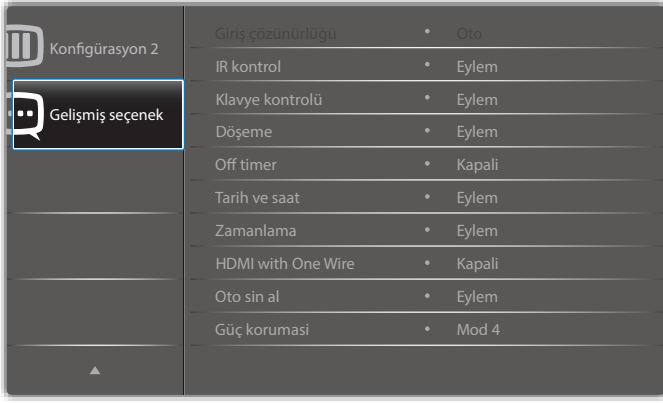 Konfigürasyon 2
Gelişmiş seçenek
Giriş çözünürlüğü • Oto
IR kontrol • Eylem
Klavye kontrolü • Eylem
Döşeme • Eylem
Off timer • Kapali
Tarih ve saat • Eylem
Zamanlama • Eylem
HDMI with One Wire • Kapali
Oto sin al • Eylem
Güç korumasi • Mod 4